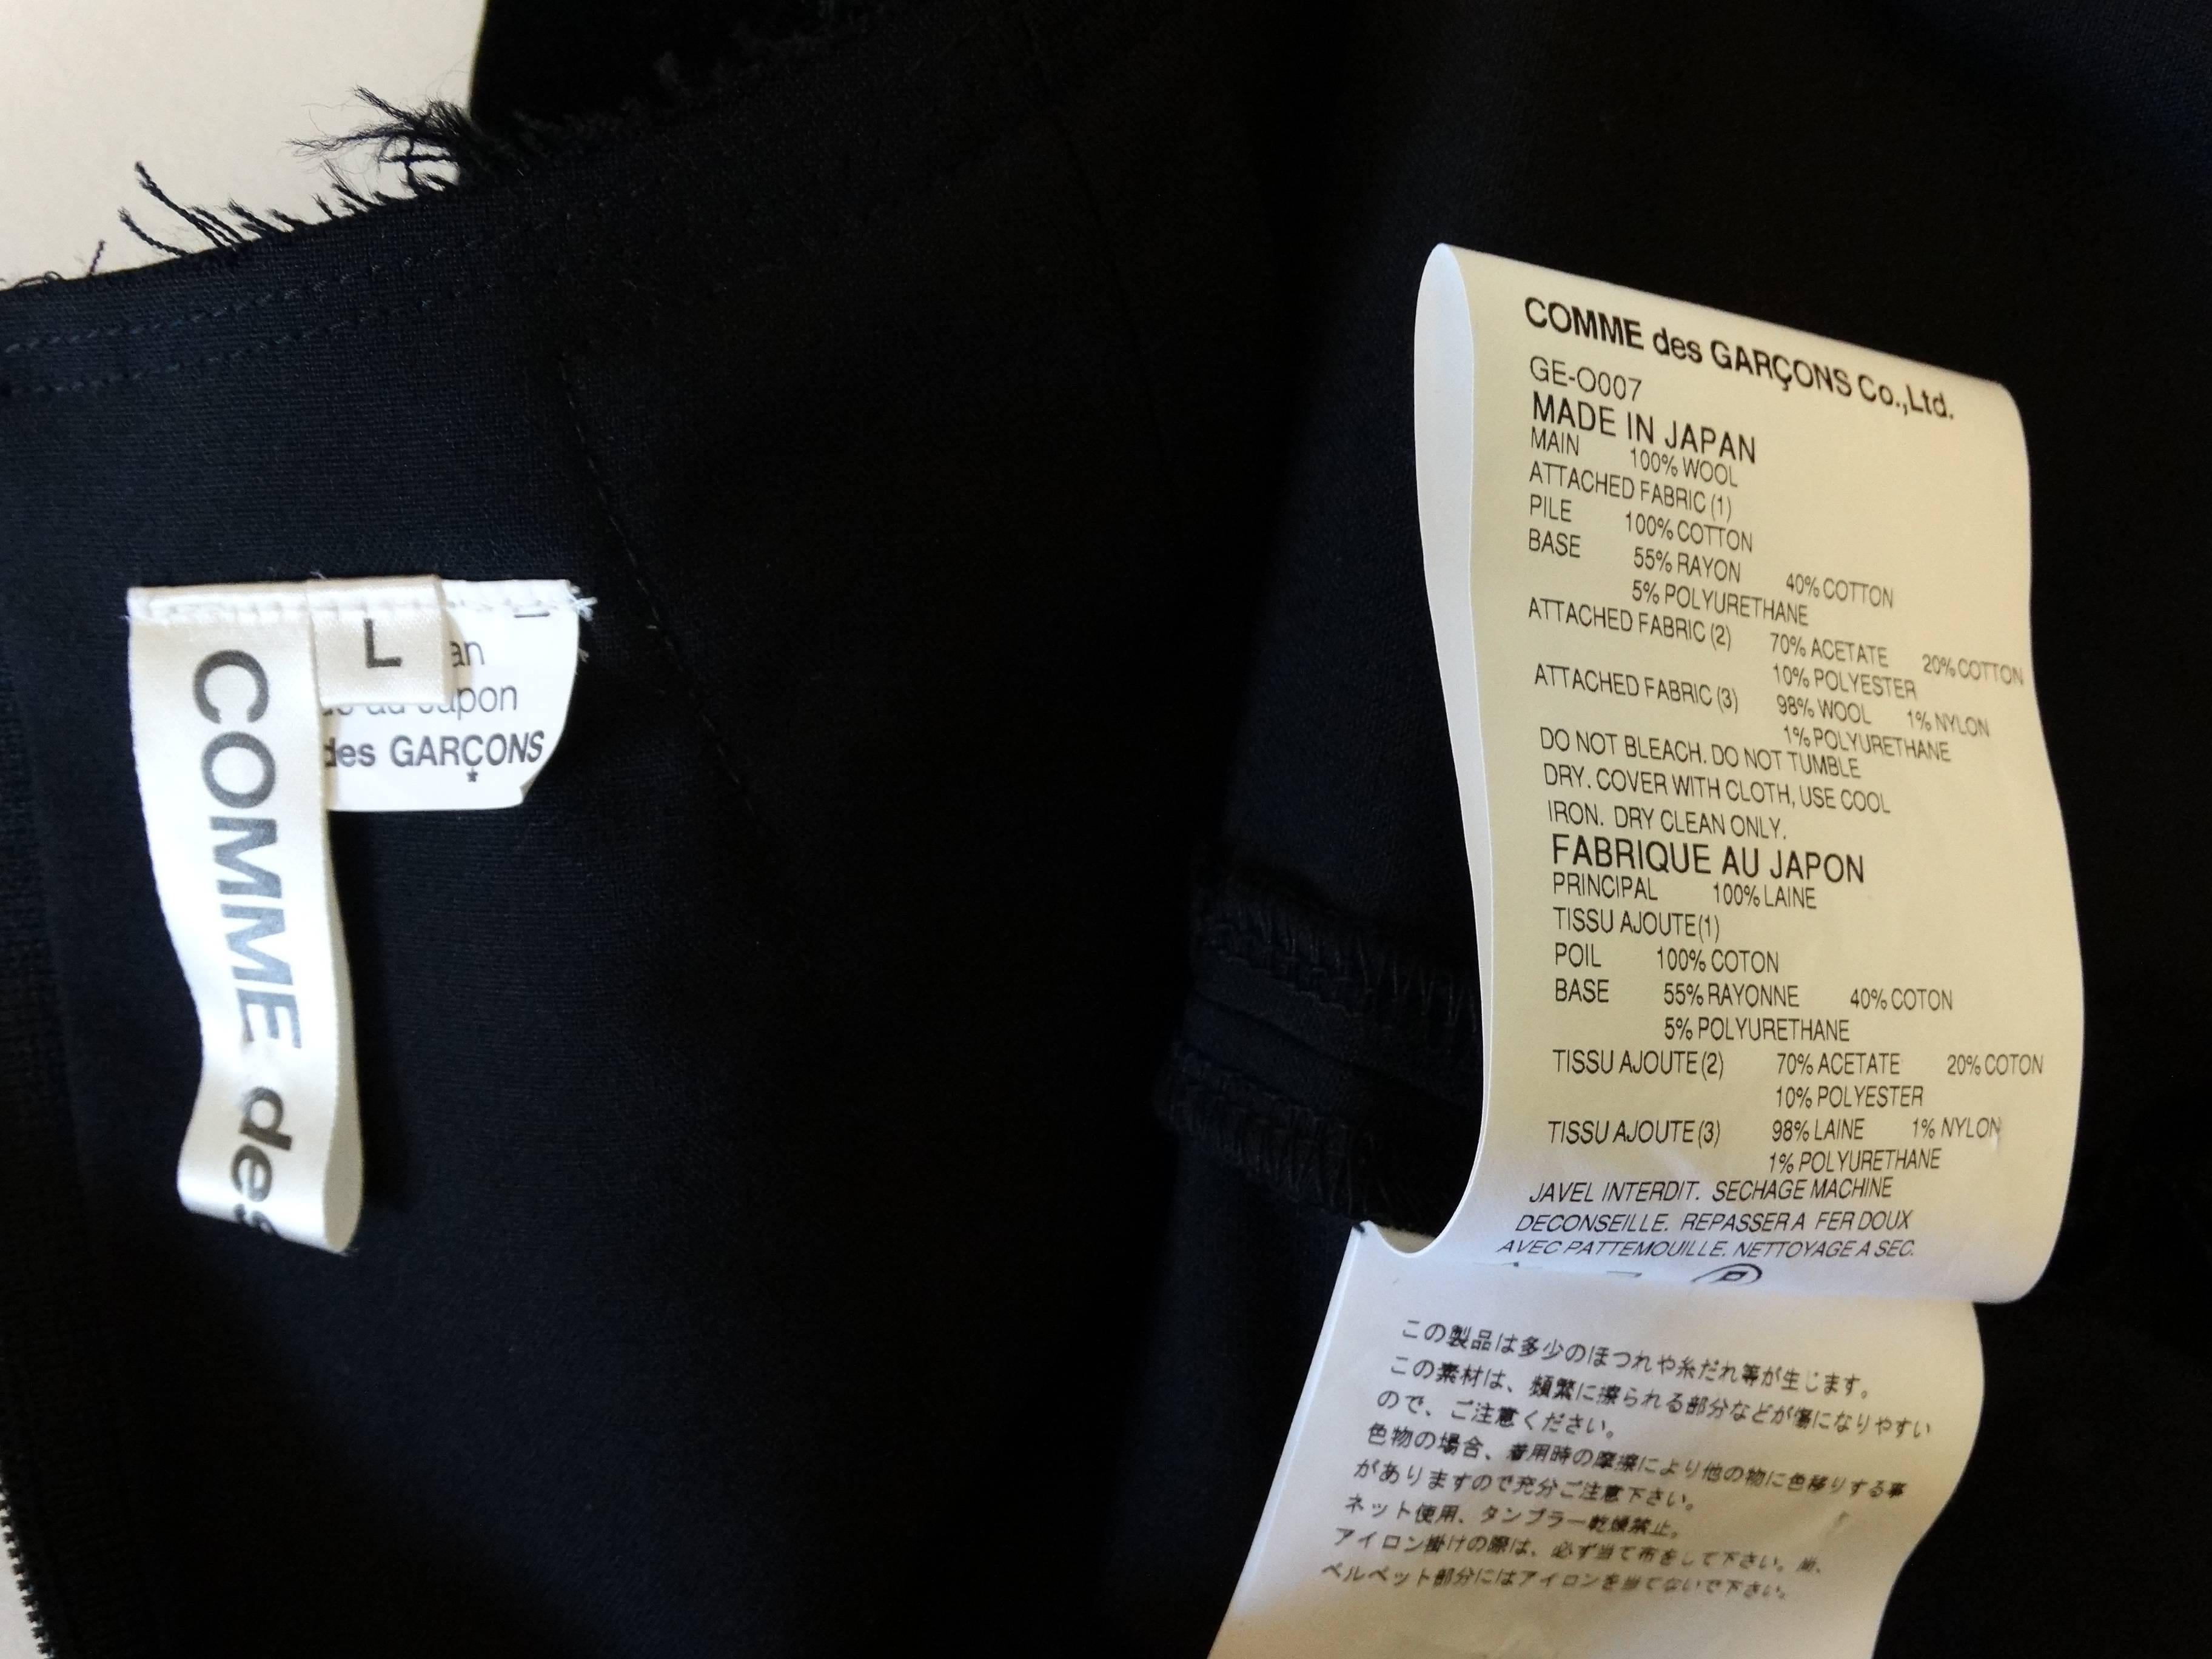 COMME des
L
an
Japon
des GARÇONS
*
COMME des GARÇONS Co.,Ltd.
GE-O007
MADE IN JAPAN
MAIN 100% WOOL
ATTACHED FABRIC (1)
PILE 100% COTTON
BASE 55% RAYON 40% COTTON
5% POLYURETHANE
ATTACHED FABRIC (2) 70% ACETATE 20% COTTON
10% POLYESTER
ATTACHED FABRIC (3) 98% WOOL 1% NYLON
1% POLYURETHANE
DO NOT BLEACH. DO NOT TUMBLE
DRY. COVER WITH CLOTH, USE COOL
IRON. DRY CLEAN ONLY.
FABRIQUE AU JAPON
PRINCIPAL 100% LAINE
TISSU AJOUTE(1)
POIL 100% COTON
BASE 55% RAYONNE 40% COTON
5% POLYURETHANE
TISSU AJOUTE(2) 70% ACETATE 20% COTON
10% POLYESTER
TISSU AJOUTE(3) 98% LAINE 1% NYLON
1% POLYURETHANE
JAVEL INTERDIT. SECHAGE MACHINE
DECONSEILLE. REPASSER A FER DOUX
AVEC PATTEMOUILLE. NETTOYAGE A SEC.
P
この製品は多少のほつれや糸だれ等が生じます。
この素材は、頻繁に擦られる部分などが傷になりやすい
ので、ご注意ください。
色物の場合、着用時の摩擦により他の物に色移りする事
がありますので充分ご注意下さい。
ネット使用、タンブラー乾燥禁止。
アイロン掛けの際は、必ず当て布をして下さい。尚、
ベルベット部分にはアイロンを当てないで下さい。